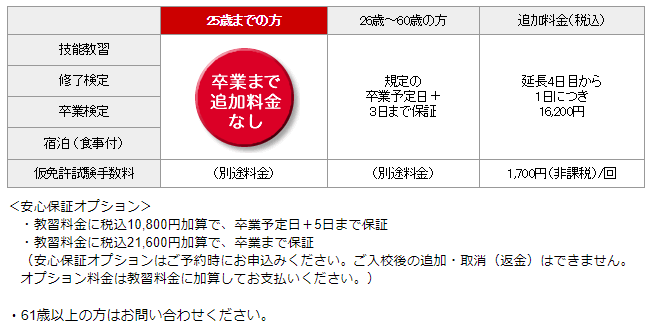 25歳までの方 26歳～60歳の方 追加料金（税込）
技能教習
修了検定
卒業検定
宿泊（食事付）
卒業まで
追加料金
なし
規定の
卒業予定日＋
3日まで保証
延長4日目から
1日につき
16,200円
仮免許試験手数料 （別途料金） （別途料金） 1,700円（非課税）/回
＜安心保証オプション＞
・教習料金に税込10,800円加算で、卒業予定日＋5日まで保証
・教習料金に税込21,600円加算で、卒業まで保証
（安心保証オプションはご予約時にお申込みください。ご入校後の追加・取消（返金）はできません。
オプション料金は教習料金に加算してお支払いください。）
・61歳以上の方はお問い合わせください。